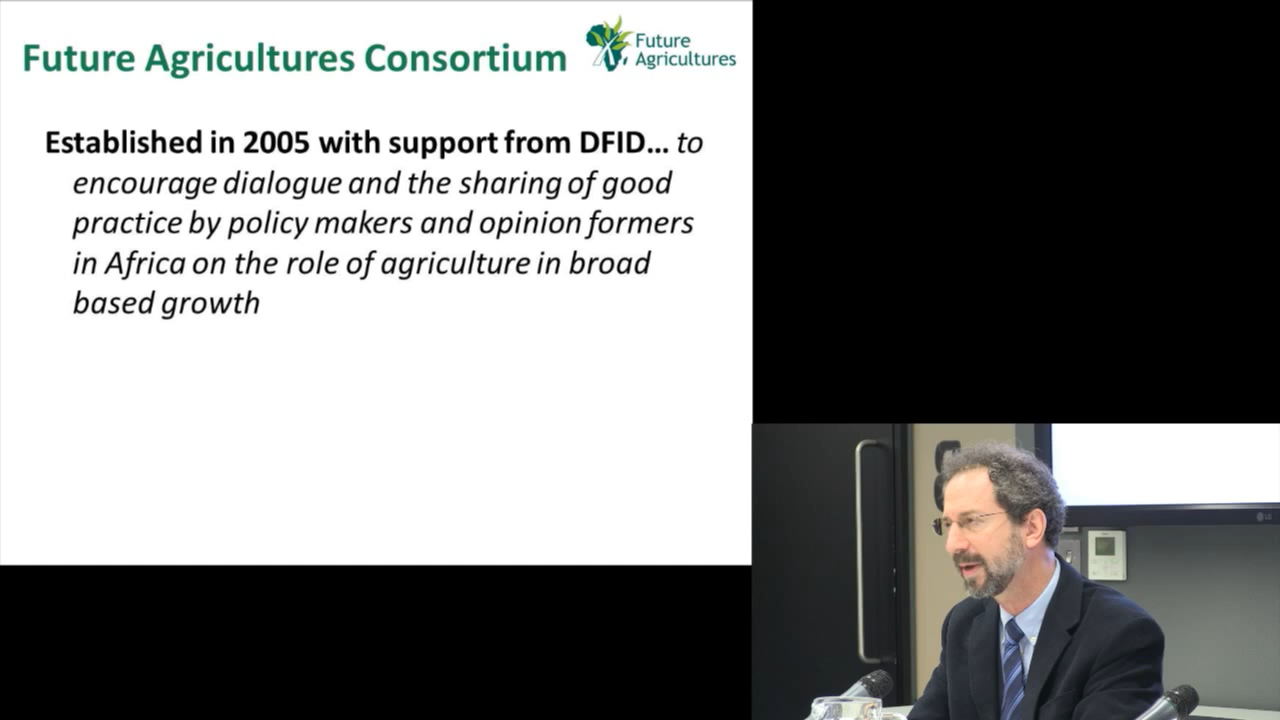 Future Agricultures Consortium
Future
Agricultures
Established in 2005 with support from DFID... to
encourage dialogue and the sharing of good
practice by policy makers and opinion formers
in Africa on the role of agriculture in broad
based growth
LG